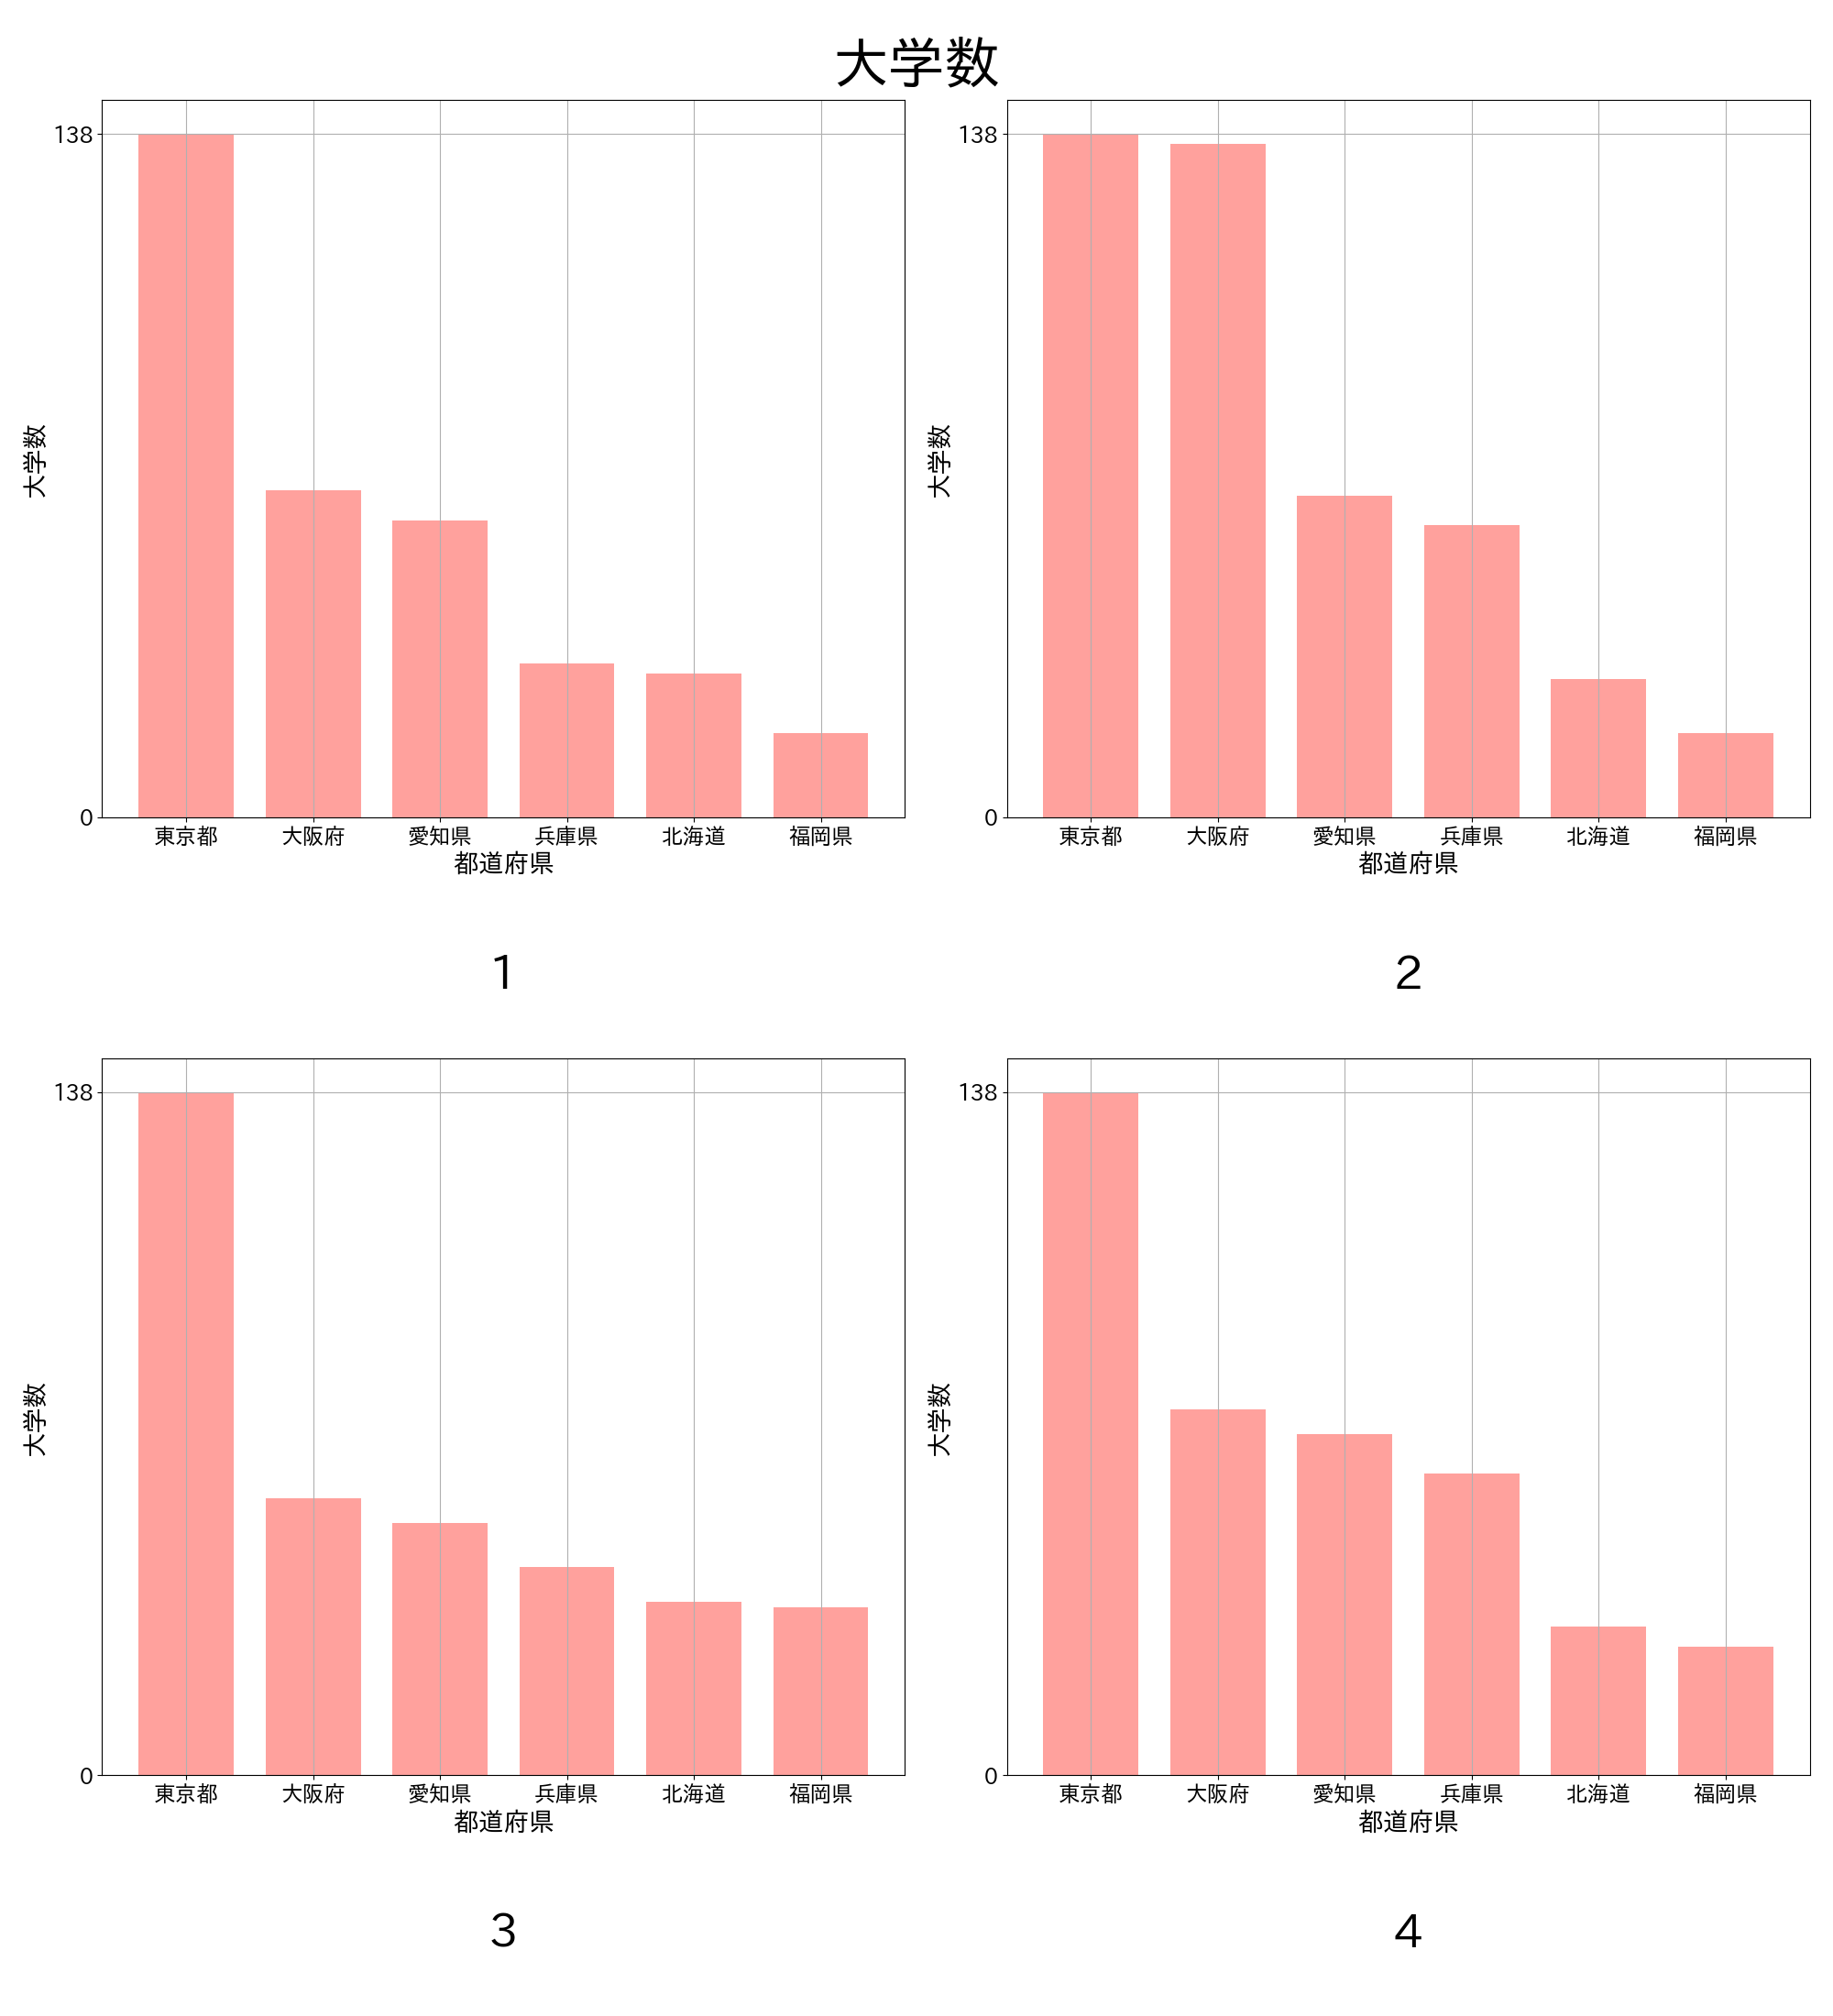 大学数
138
0
大学数
東京都 大阪府 愛知県 兵庫県 北海道 福岡県
都道府県
1
138
0
大学数
東京都 大阪府 愛知県 兵庫県 北海道 福岡県
都道府県
2
138
0
大学数
東京都 大阪府 愛知県 兵庫県 北海道 福岡県
都道府県
3
138
0
大学数
東京都 大阪府 愛知県 兵庫県 北海道 福岡県
都道府県
4